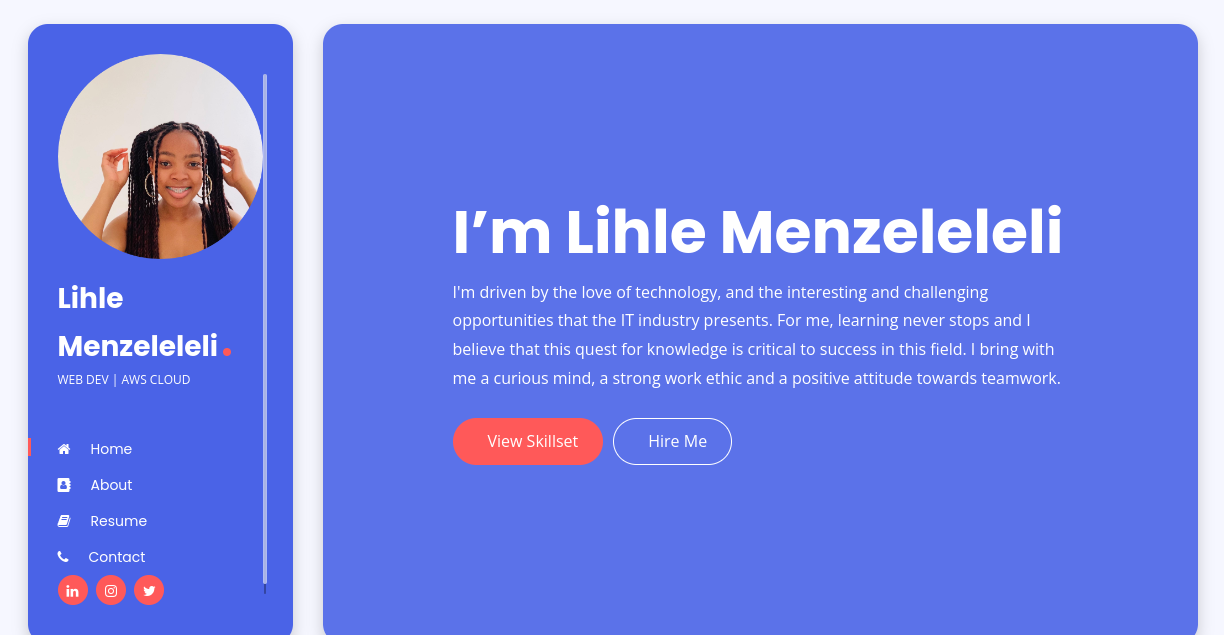 Lihle
Menzeleleli
WEB DEV | AWS CLOUD
Home
About
Resume
Contact
I’m Lihle Menzeleleli
I'm driven by the love of technology, and the interesting and challenging
opportunities that the IT industry presents. For me, learning never stops and I
believe that this quest for knowledge is critical to success in this field. I bring with
me a curious mind, a strong work ethic and a positive attitude towards teamwork.
View Skillset
Hire Me